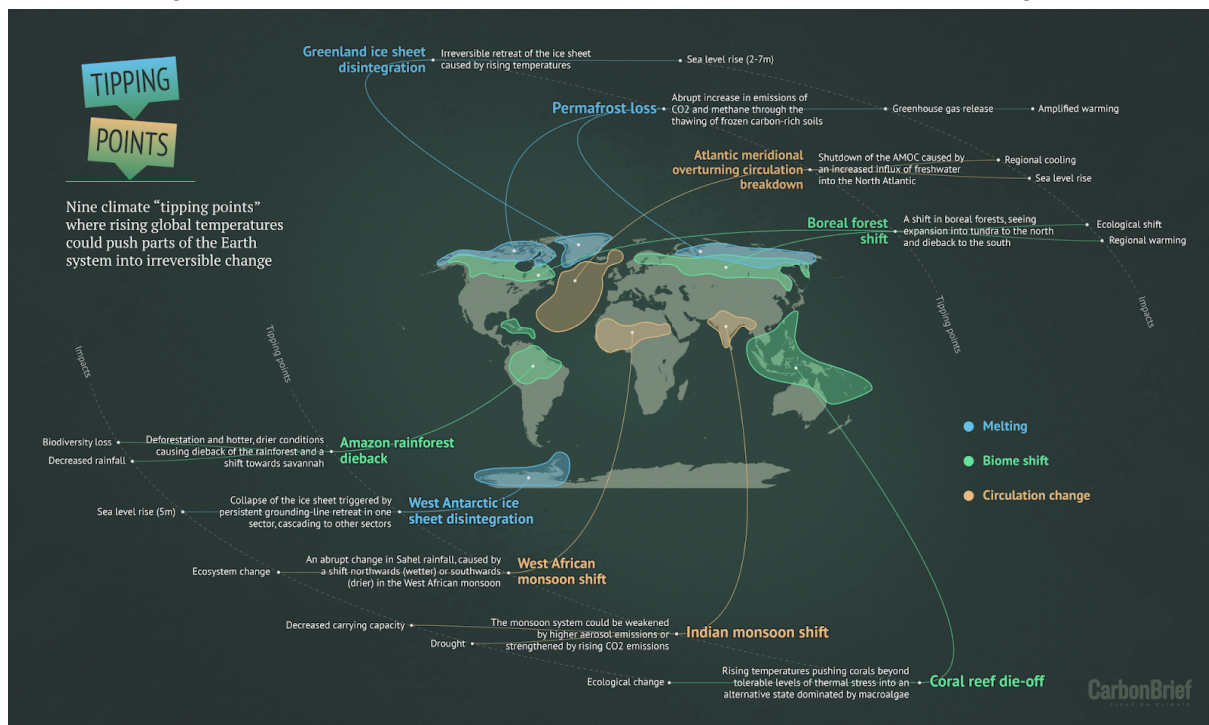 TIPPING
POINTS
Nine climate “tipping points”
where rising global temperatures
could push parts of the Earth
system into irreversible change
Greenland ice sheet
disintegration
Irreversible retreat of the ice sheet
caused by rising temperatures
Sea level rise (2-7m)
Permafrost loss
Abrupt increase in emissions of
CO2 and methane through the
thawing of frozen carbon-rich soils
Greenhouse gas release
Amplified warming
Atlantic meridional
overturning circulation
breakdown
Shutdown of the AMOC caused by
an increased influx of freshwater
into the North Atlantic
Regional cooling
Sea level rise
Boreal forest
shift
A shift in boreal forests, seeing
expansion into tundra to the north
and dieback to the south
Ecological shift
Regional warming
Tipping points
Impacts
Impacts
Tipping points
Melting
Biome shift
Circulation change
Biodiversity loss
Decreased rainfall
Deforestation and hotter, drier conditions
causing dieback of the rainforest and a
shift towards savannah
Amazon rainforest
dieback
Sea level rise (5m)
Collapse of the ice sheet triggered by
persistent grounding-line retreat in one
sector, cascading to other sectors
West Antarctic ice
sheet disintegration
Ecosystem change
An abrupt change in Sahel rainfall, caused by
a shift northwards (wetter) or southwards
(drier) in the West African monsoon
West African
monsoon shift
Decreased carrying capacity
Drought
The monsoon system could be weakened
by higher aerosol emissions or
strengthened by rising CO2 emissions
Indian monsoon shift
Ecological change
Rising temperatures pushing corals beyond
tolerable levels of thermal stress into an
alternative state dominated by macroalgae
Coral reef die-off
CarbonBrief
CLEAR ON CLIMATE